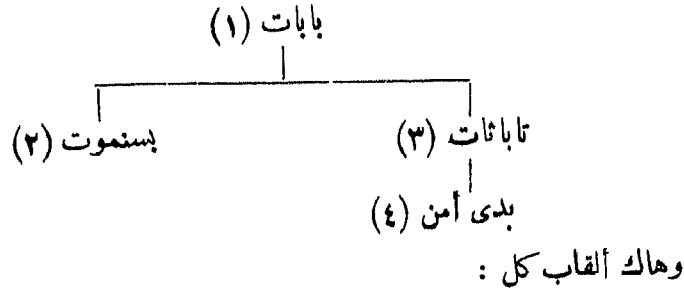 بابات (١)
تاباثات (٣) بسنموت (٢)
بدى أمن (٤)
وهاك ألقاب كل :